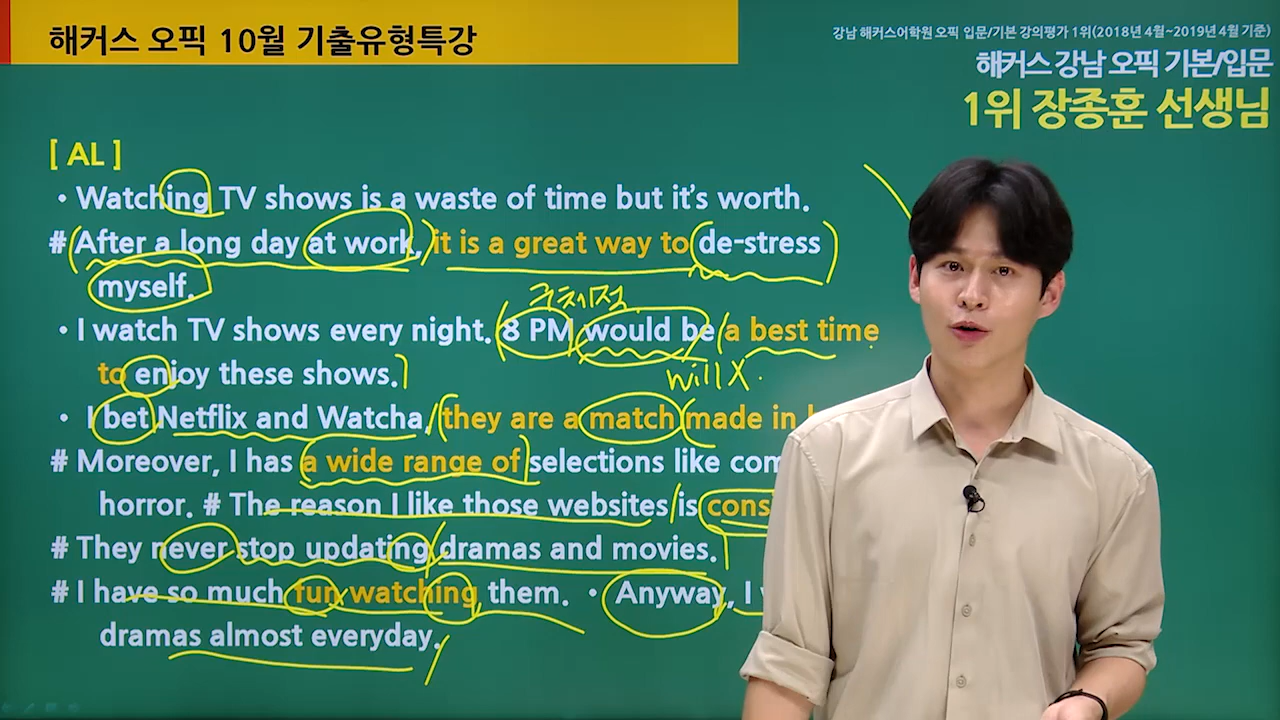 해커스 오픽 10월 기출유형특강
강남 해커스어학원 오픽 입문/기본 강의평가 1위(2018년 4월~2019년 4월 기준)
해커스 강남 오픽 기본/입문
1위 장종훈 선생님
[ AL ]
• Watching TV shows is a waste of time but it's worth.
# After a long day at work, it is a great way to de-stress
myself.
구체적
• I watch TV shows every night. 8 PM would be a best time
to enjoy these shows.
will X.
• I bet Netflix and Watcha, they are a match made in
# Moreover, I has a wide range of selections like
horror. # The reason I like those websites is
# They never stop updating dramas and movies.
# I have so much fun watching them. • Anyway, I
dramas almost everyday.